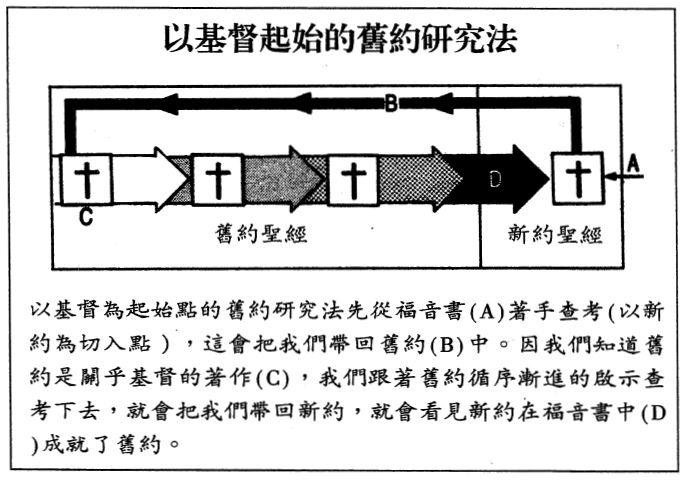 以基督起始的舊約研究法
B
D
A
C
舊約聖經
新約聖經
以基督為起始點的舊約研究法先從福音書(A)著手查考(以新
約為切入點)，這會把我們帶回舊約(B)中。因我們知道舊
約是關乎基督的著作(C)，我們跟著舊約循序漸進的啟示查
考下去，就會把我們帶回新約，就會看見新約在福音書中(D
)成就了舊約。